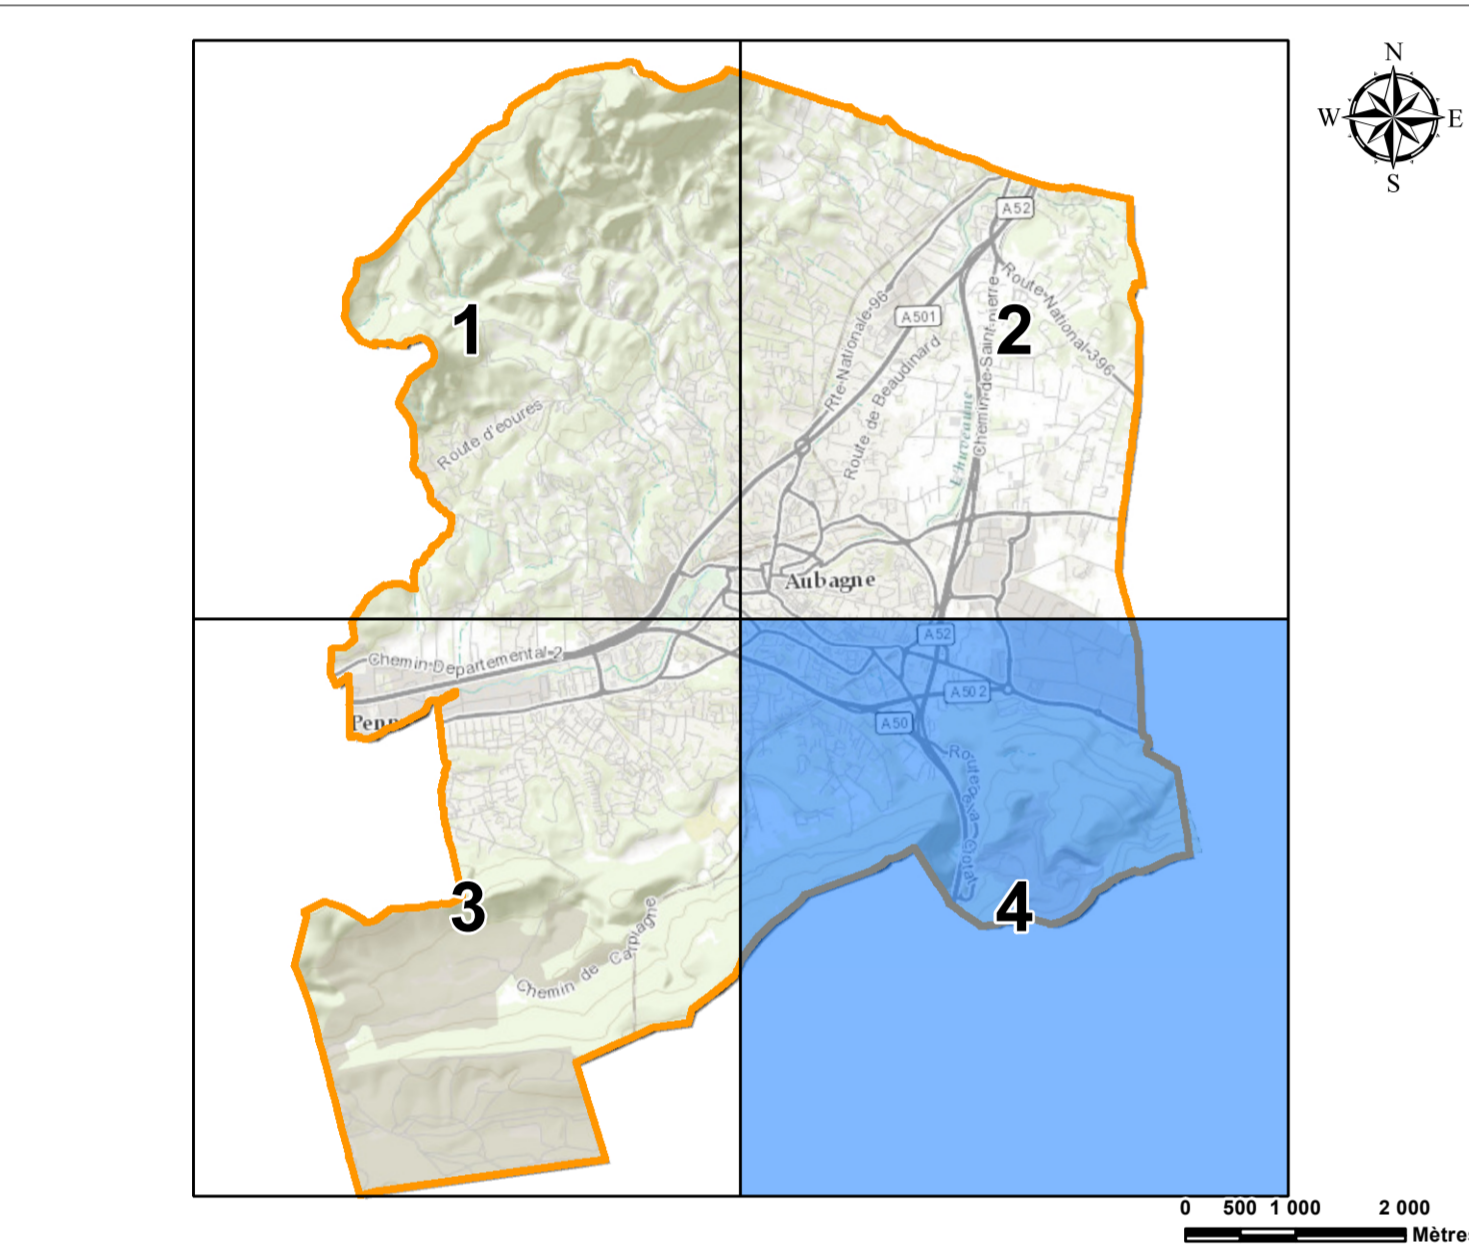 N
W E
S
A52
Route-National-396
Rte-Nationale-96
A501
Chemin-de-Saint-pierre
1
2
Route de Beaudinard
Route d'eoures
L'huveaune
Aubagne
A52
Chemin-Departemental-2
A502
A50
3
4
Chemin de Carpiagne
0 500 1 000 2 000
Mètres